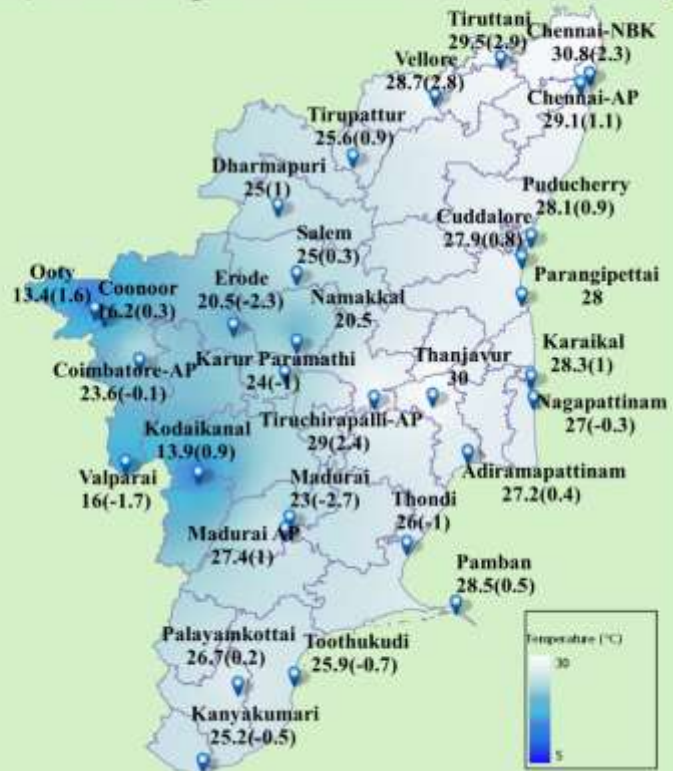 Tiruttani
29.5(2.9)
Chennai-NBK
30.8(2.3)
Vellore
28.7(2.8)
Chennai-AP
29.1(1.1)
Tirupattur
25.6(0.9)
Dharmapuri
25(1)
Puducherry
28.1(0.9)
Cuddalore
27.9(0.8)
Salem
25(0.3)
Ooty
13.4(1.6)
Coonoor
16.2(0.3)
Erode
20.5(-2.3)
Namakkal
20.5
Parangipettai
28
Karaikal
28.3(1)
Coimbatore-AP
23.6(-0.1)
Karur Paramathi
24(-1)
Thanjavur
30
Nagapattinam
27(-0.3)
Tiruchirapalli-AP
29(2.4)
Kodaikanal
13.9(0.9)
Valparai
16(-1.7)
Adiramapattinam
27.2(0.4)
Madurai
23(-2.7)
Thondi
26(-1)
Madurai AP
27.4(1)
Pamban
28.5(0.5)
Palayamkottai
26.7(0.2)
Toothukudi
25.9(-0.7)
Kanyakumari
25.2(-0.5)
Temperature (°C)
30
5